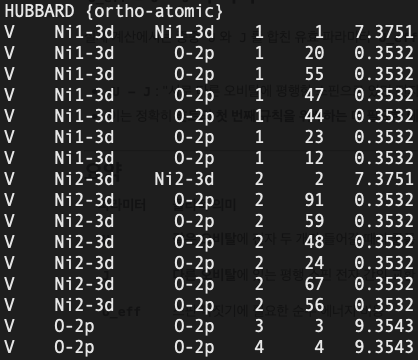 HUBBARD {ortho-atomic}
V Ni1-3d Ni1-3d 1 1 7.3751
V Ni1-3d O-2p 1 20 0.3532
V Ni1-3d O-2p 1 55 0.3532
V Ni1-3d O-2p 1 47 0.3532
V Ni1-3d O-2p 1 44 0.3532
V Ni1-3d O-2p 1 23 0.3532
V Ni1-3d O-2p 1 12 0.3532
V Ni2-3d Ni2-3d 2 2 7.3751
V Ni2-3d O-2p 2 91 0.3532
V Ni2-3d O-2p 2 59 0.3532
V Ni2-3d O-2p 2 48 0.3532
V Ni2-3d O-2p 2 24 0.3532
V Ni2-3d O-2p 2 67 0.3532
V Ni2-3d O-2p 2 56 0.3532
V O-2p O-2p 3 3 9.3543
V O-2p O-2p 4 4 9.3543